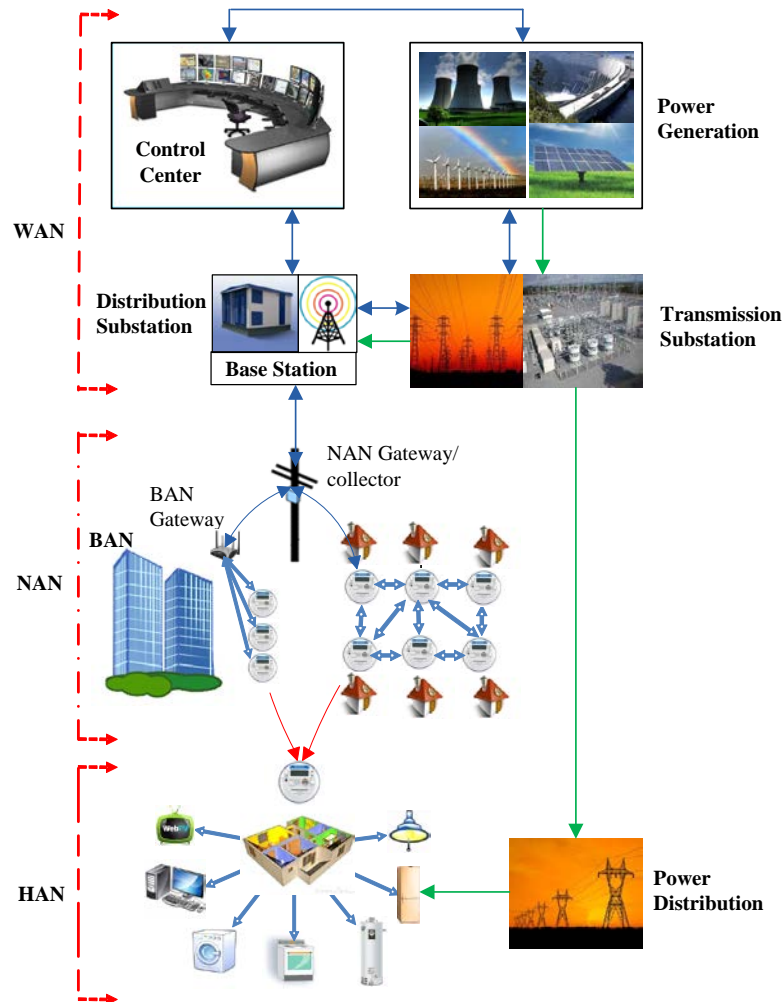 Control
Center
Power
Generation
WAN
Distribution
Substation
Base Station
Transmission
Substation
NAN Gateway/
collector
BAN
Gateway
BAN
NAN
HAN
Power
Distribution